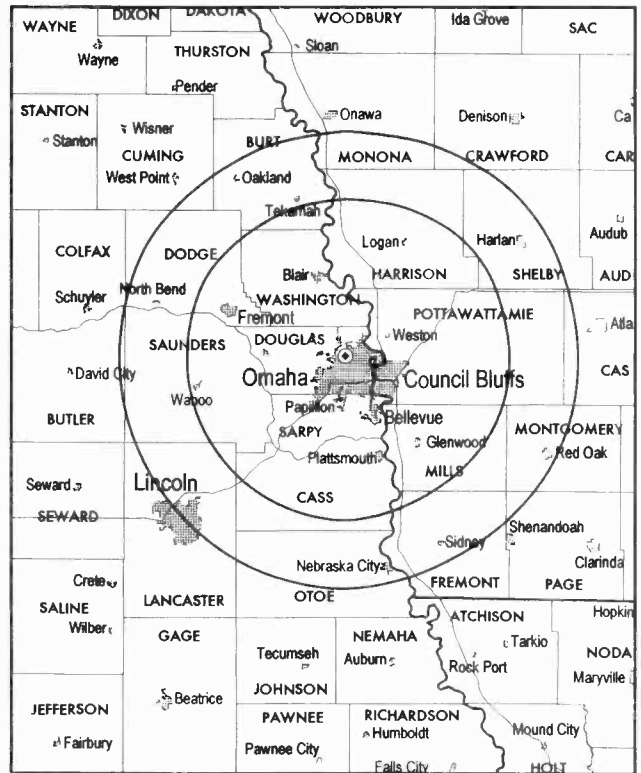 DIXON DAKOTA WOODBURY Ida Grove SAC
WAYNE Sloan
Wayne THURSTON
Pender
STANTON Onawa Denison Ca
Stanton Wisner BURT
CUMING MONONA CRAWFORD CAR
West Point Oakland
Tekamah
COLFAX DODGE Logan Harlan Audub
Blair HARRISON SHELBY AUD
Schuyler North Bend WASHINGTON
Fremont POTTAWATTAMIE
SAUNDERS DOUGLAS Weston Atla
David City Omaha Council Bluffs CAS
Wahoo
BUTLER Papillion Bellevue
SARPY Glenwood MONTGOMERY
Plattsmouth Red Oak
Seward Lincoln MILLS
SEWARD CASS
Sidney Shenandoah
Nebraska City Clarinda
Crete FREMONT PAGE
SALINE LANCASTER OTOE
Wilber ATCHISON Hopkin
GAGE NEMAHA Tarkio NODA
Tecumseh Auburn Rock Port Maryville
JEFFERSON Beatrice JOHNSON
PAWNEE RICHARDSON
Fairbury Humboldt Mound City
Pawnee City
Falls City HOLT